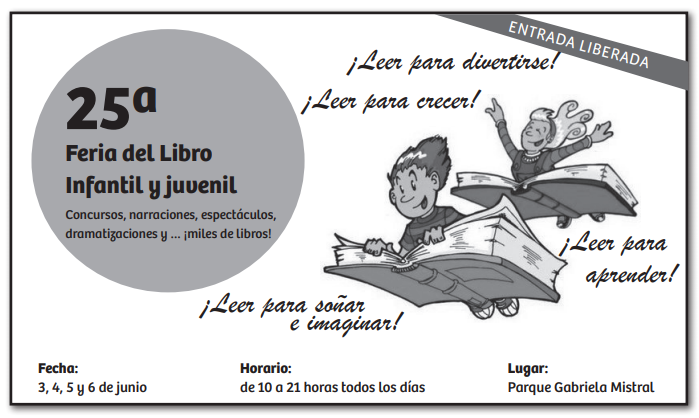 ENTRADA LIBERADA
¡Leer para divertirse!
¡Leer para crecer!
25ª
Feria del Libro
Infantil y juvenil
Concursos, narraciones, espectáculos,
dramatizaciones y ... ¡miles de libros!
¡Leer para
aprender!
¡Leer para soñar
e imaginar!
Fecha:
3, 4, 5 y 6 de junio
Horario:
de 10 a 21 horas todos los días
Lugar:
Parque Gabriela Mistral